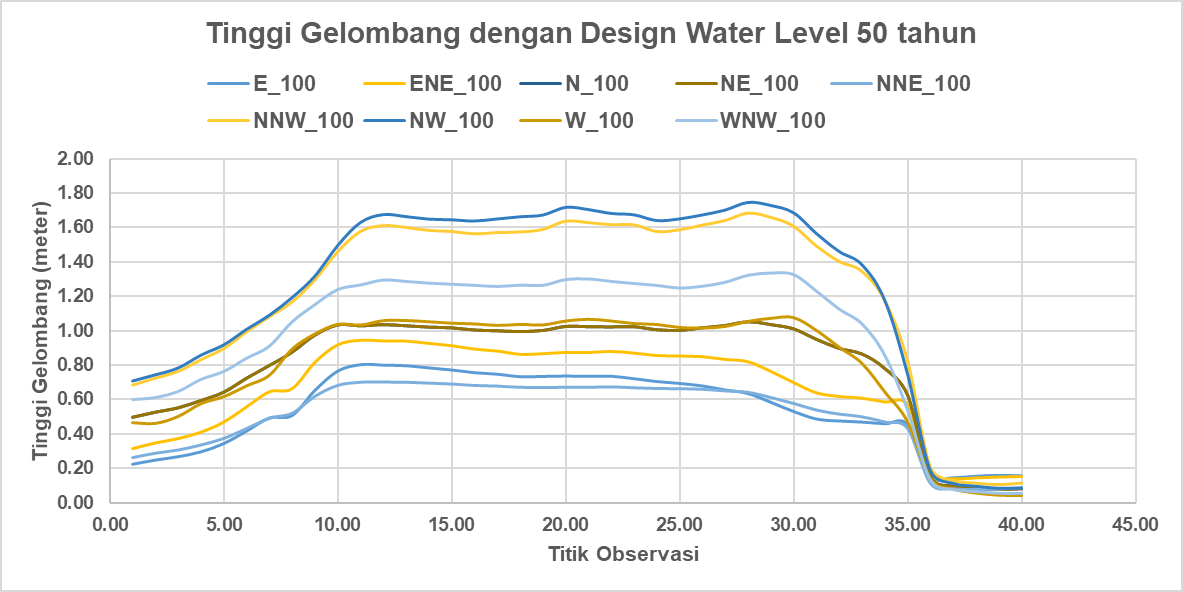 Tinggi Gelombang dengan Design Water Level 50 tahun
E_100 ENE_100 N_100 NE_100 NNE_100
NNW_100 NW_100 W_100 WNW_100
2.00
1.80
1.60
1.40
1.20
1.00
0.80
0.60
0.40
0.20
0.00
Tinggi Gelombang (meter)
0.00 5.00 10.00 15.00 20.00 25.00 30.00 35.00 40.00 45.00
Titik Observasi